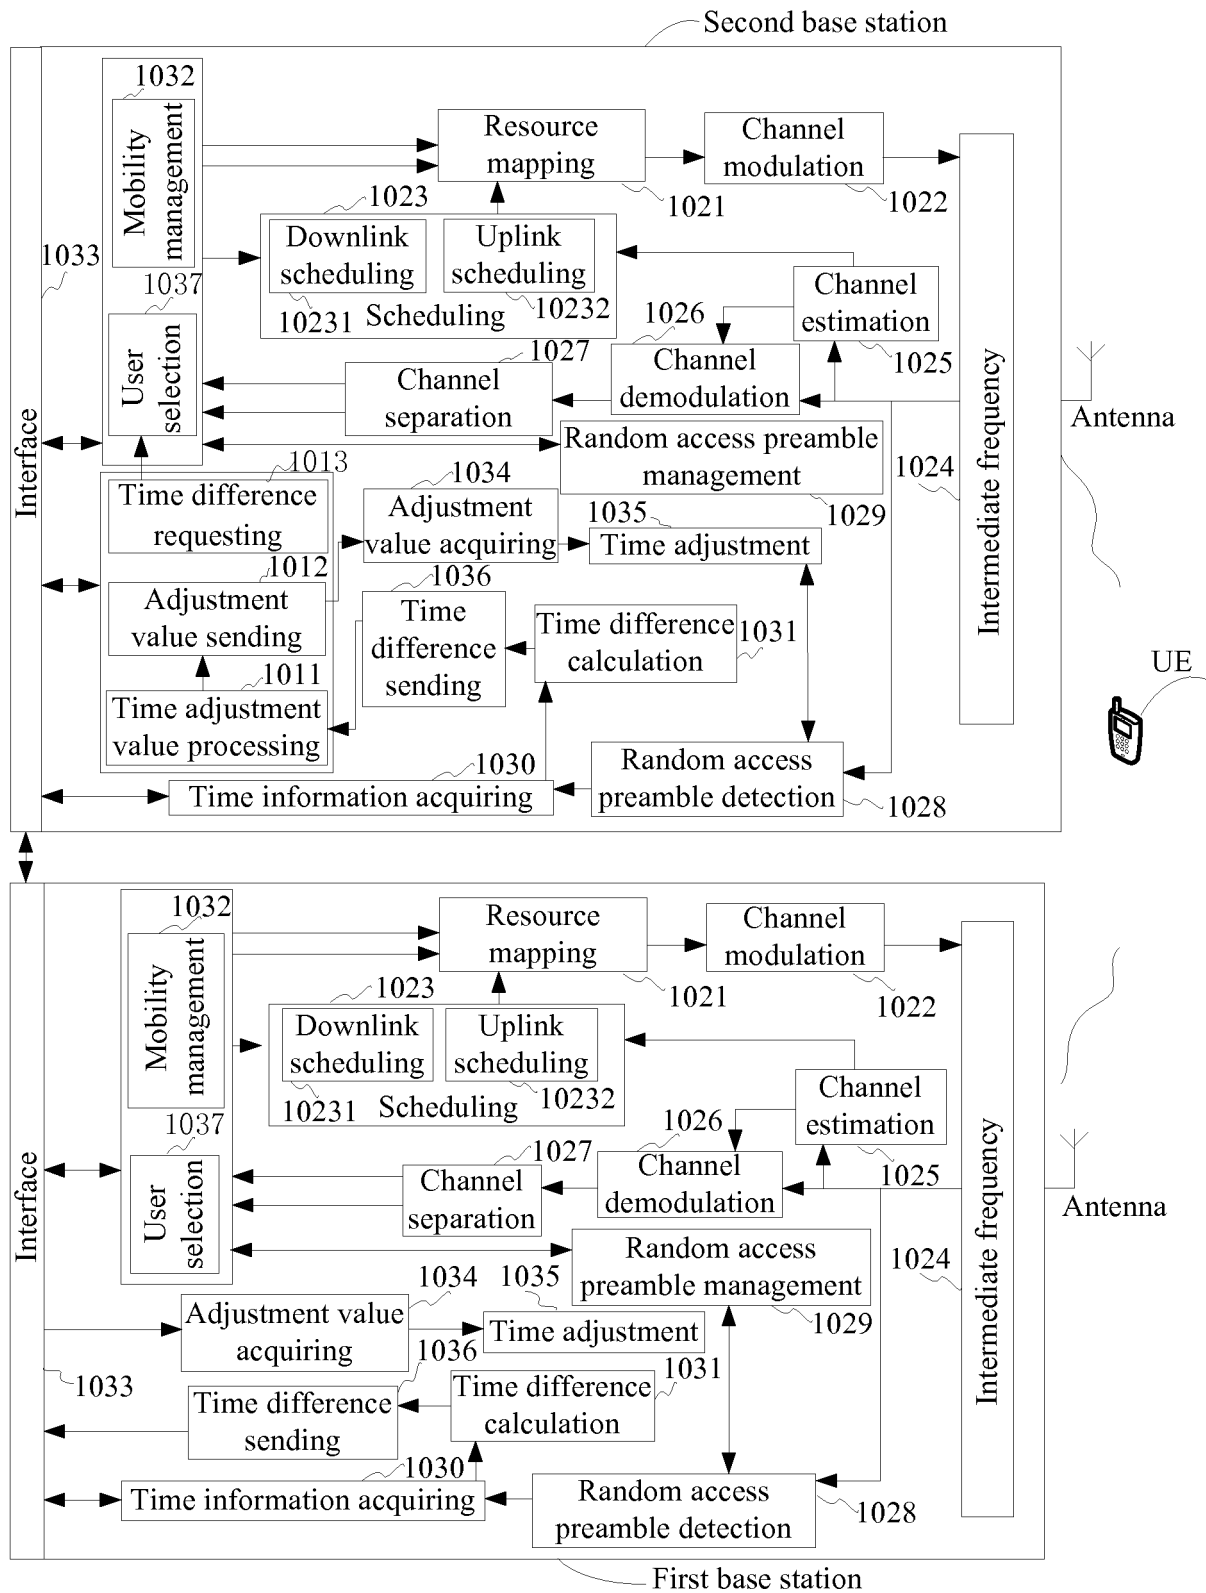 Second base station
1032
Mobility
management
Resource
mapping
1021
Channel
modulation
1022
1023
Downlink
scheduling
10231
Uplink
scheduling
10232
Scheduling
1033
1037
User
selection
1026
Channel
estimation
1025
1027
Channel
separation
Channel
demodulation
Interface
Antenna
Random access preamble
management
1029
1024
Intermediate frequency
1013
Time difference
requesting
1034
Adjustment
value acquiring
1035
Time adjustment
1012
Adjustment
value sending
1036
Time
difference
sending
Time difference
calculation
1031
UE
1011
Time adjustment
value processing
1030
Time information acquiring
Random access
preamble detection
1028
1032
Mobility
management
Resource
mapping
1021
Channel
modulation
1022
1023
Downlink
scheduling
10231
Uplink
scheduling
10232
Scheduling
Channel
estimation
1025
1037
User
selection
1026
1027
Channel
separation
Channel
demodulation
Interface
Antenna
Random access
preamble management
1029
1024
Intermediate frequency
1034
Adjustment value
acquiring
1035
Time adjustment
1033
1036
Time difference
sending
1031
Time difference
calculation
1030
Time information acquiring
Random access
preamble detection
1028
First base station